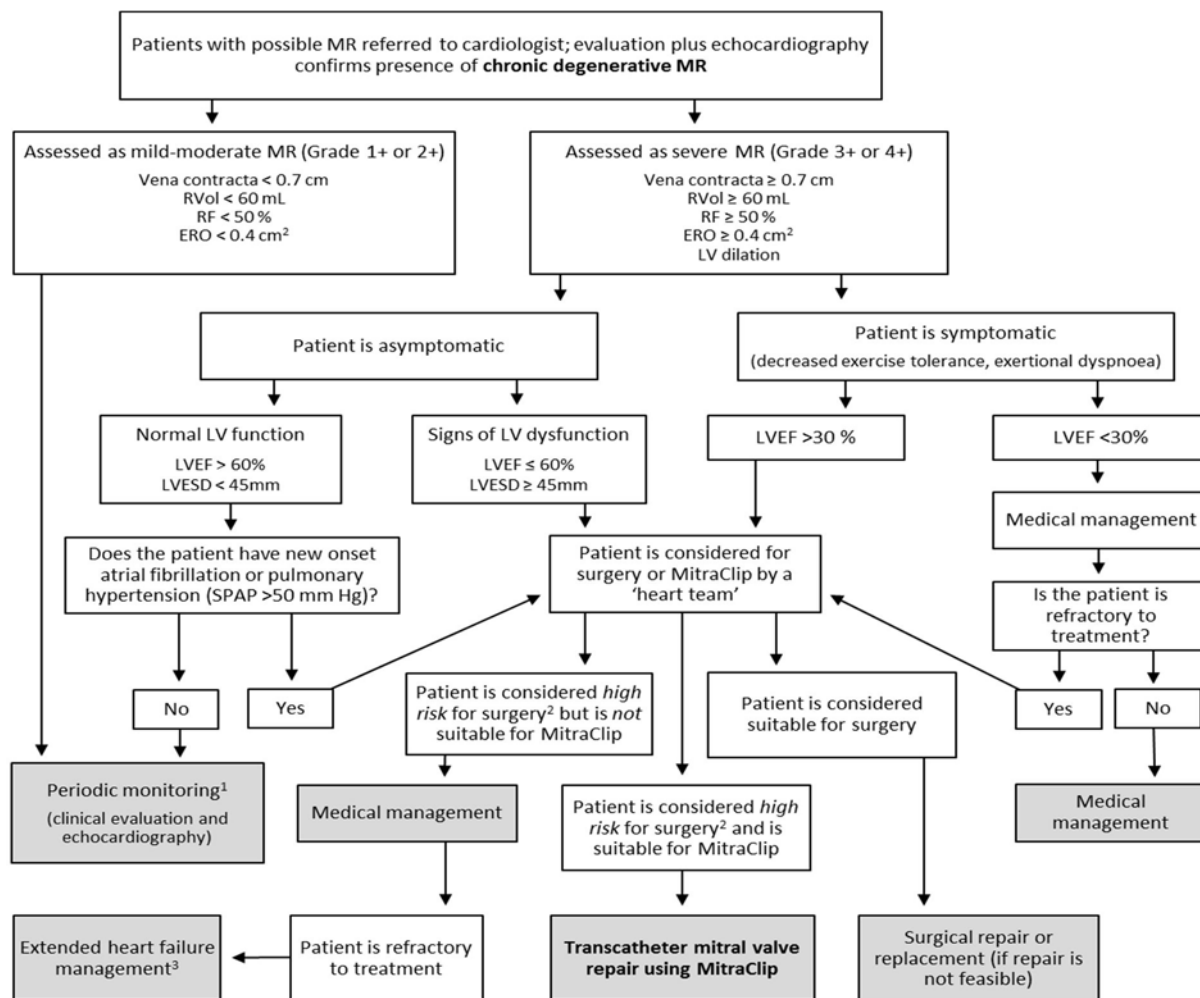 Patients with possible MR referred to cardiologist; evaluation plus echocardiography
confirms presence of chronic degenerative MR
Assessed as mild-moderate MR (Grade 1+ or 2+)
Vena contracta < 0.7 cm
RVol < 60 mL
RF < 50 %
ERO < 0.4 cm²
Assessed as severe MR (Grade 3+ or 4+)
Vena contracta ≥ 0.7 cm
RVol ≥ 60 mL
RF ≥ 50 %
ERO ≥ 0.4 cm²
LV dilation
Patient is asymptomatic
Patient is symptomatic
(decreased exercise tolerance, exertional dyspnoea)
Normal LV function
LVEF > 60%
LVESD < 45mm
Signs of LV dysfunction
LVEF ≤ 60%
LVESD ≥ 45mm
LVEF >30 %
LVEF <30%
Medical management
Does the patient have new onset
atrial fibrillation or pulmonary
hypertension (SPAP >50 mm Hg)?
Patient is considered for
surgery or MitraClip by a
‘heart team’
Is the patient is
refractory to
treatment?
No
Yes
Patient is considered high
risk for surgery² but is not
suitable for MitraClip
Patient is considered
suitable for surgery
Yes
No
Periodic monitoring¹
(clinical evaluation and
echocardiography)
Medical management
Patient is considered high
risk for surgery² and is
suitable for MitraClip
Medical
management
Extended heart failure
management³
Patient is refractory
to treatment
Transcatheter mitral valve
repair using MitraClip
Surgical repair or
replacement (if repair is
not feasible)